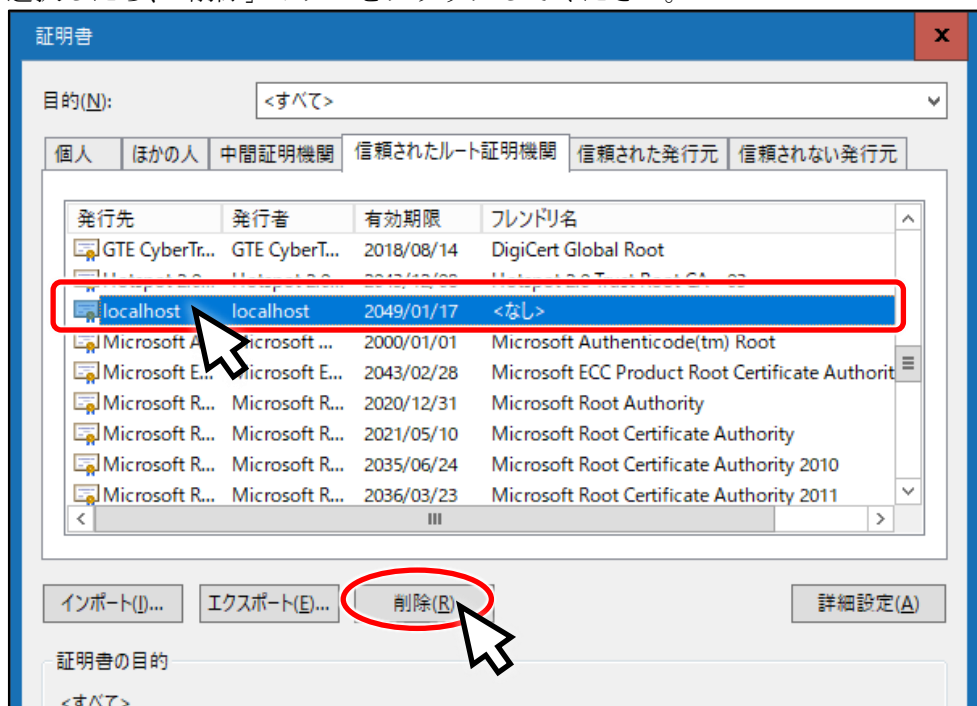 証明書
目的(N):
<すべて>
個人 ほかの人 中間証明機関 信頼されたルート証明機関 信頼された発行元 信頼されない発行元
発行先 発行者 有効期限 フレンドリ名
GTE CyberTr... GTE CyberT... 2018/08/14 DigiCert Global Root
localhost localhost 2049/01/17 <なし>
Microsoft A Microsoft ... 2000/01/01 Microsoft Authenticode(tm) Root
Microsoft E... Microsoft E... 2043/02/28 Microsoft ECC Product Root Certificate Authorit
Microsoft R... Microsoft R... 2020/12/31 Microsoft Root Authority
Microsoft R... Microsoft R... 2021/05/10 Microsoft Root Certificate Authority
Microsoft R... Microsoft R... 2035/06/24 Microsoft Root Certificate Authority 2010
Microsoft R... Microsoft R... 2036/03/23 Microsoft Root Certificate Authority 2011
インポート(I)... エクスポート(E)... 削除(R) 詳細設定(A)
証明書の目的
<すべて>